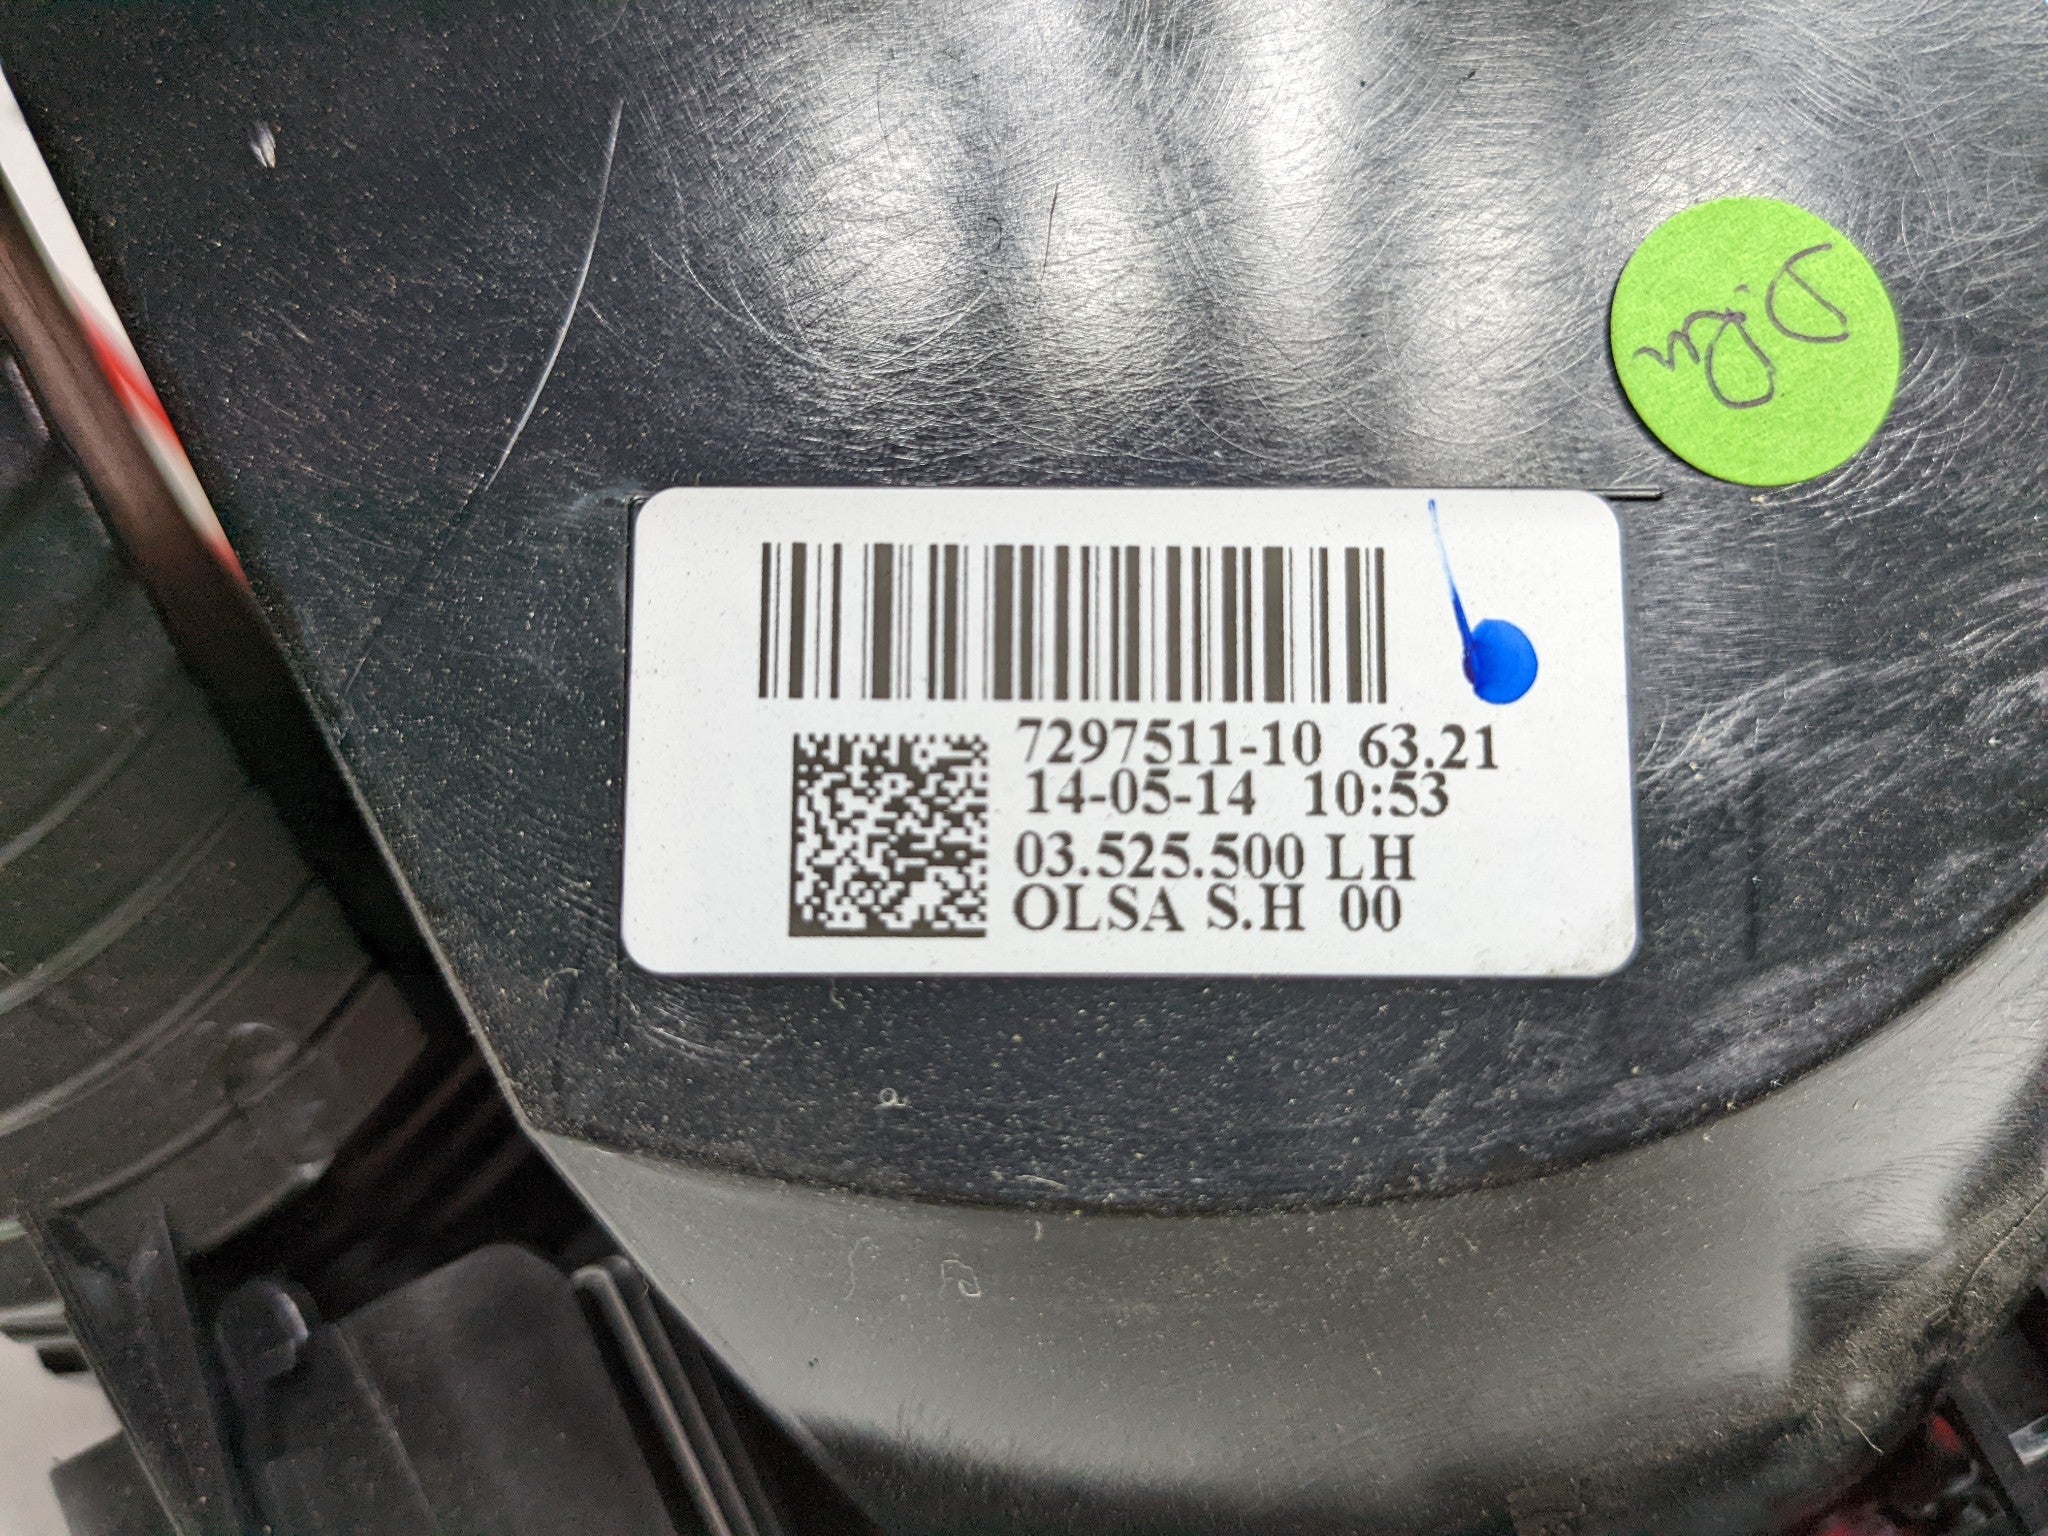 7297511-10 63.21
14-05-14 10:53
03.525.500 LH
OLSA S.H 00